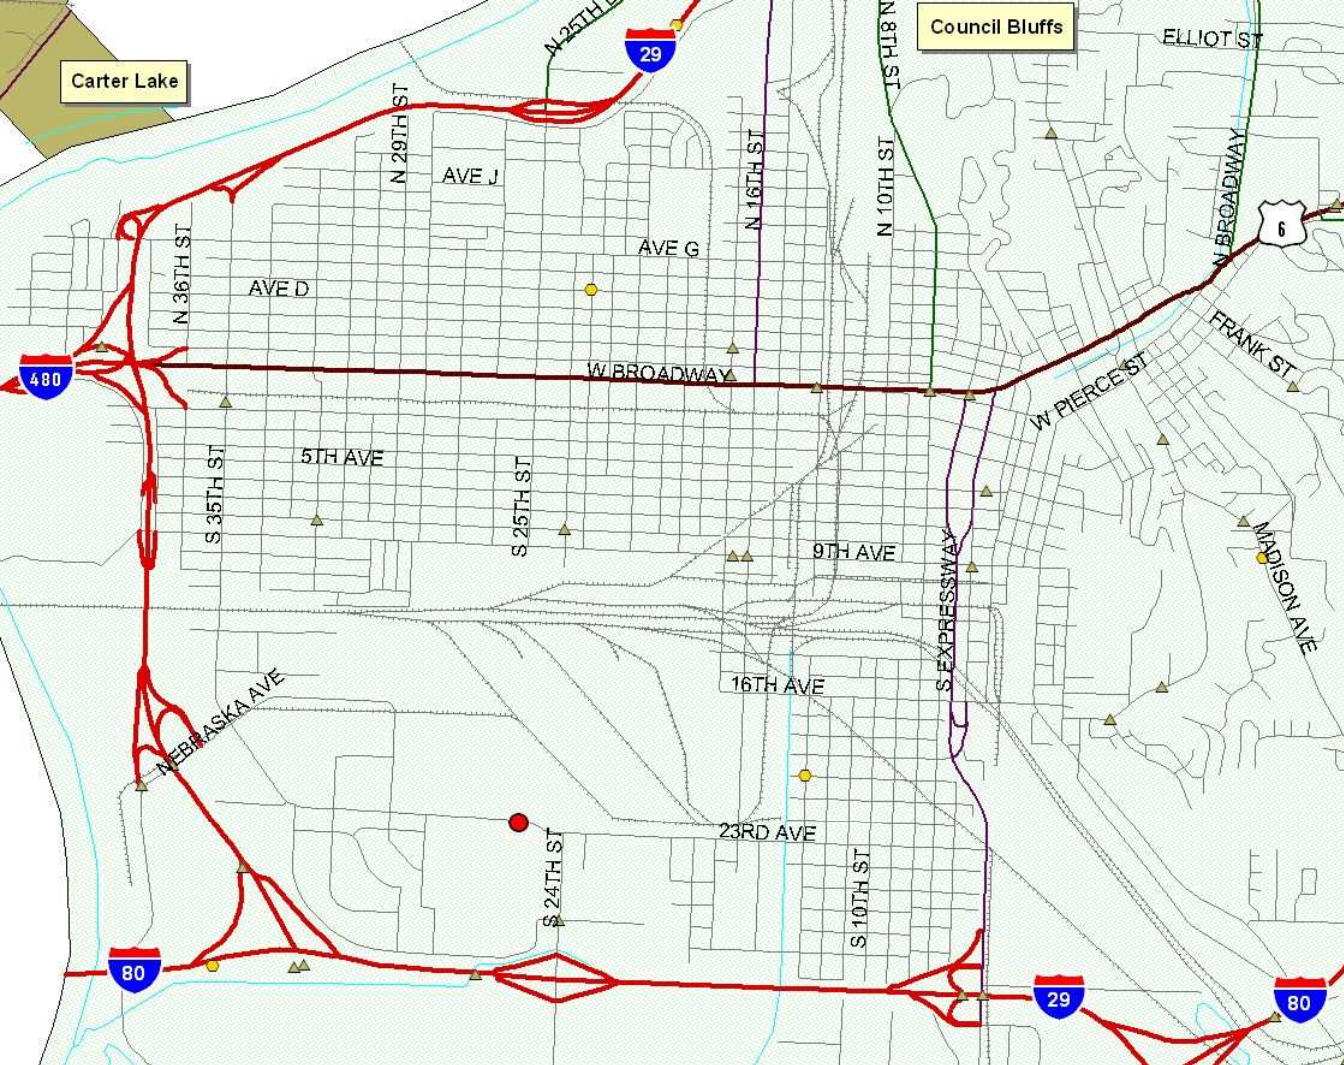 N 25TH
N 8TH ST
Council Bluffs
ELLIOT ST
29
Carter Lake
N 29TH ST
AVE J
N 16TH ST
N 10TH ST
N BROADWAY
6
N 36TH ST
AVE G
AVE D
FRANK ST
480
W BROADWAY
W PIERCE ST
5TH AVE
S 35TH ST
S 25TH ST
9TH AVE
MADISON AVE
S EXPRESSWAY
16TH AVE
NEBRASKA AVE
23RD AVE
S 24TH ST
S 10TH ST
80
29
80